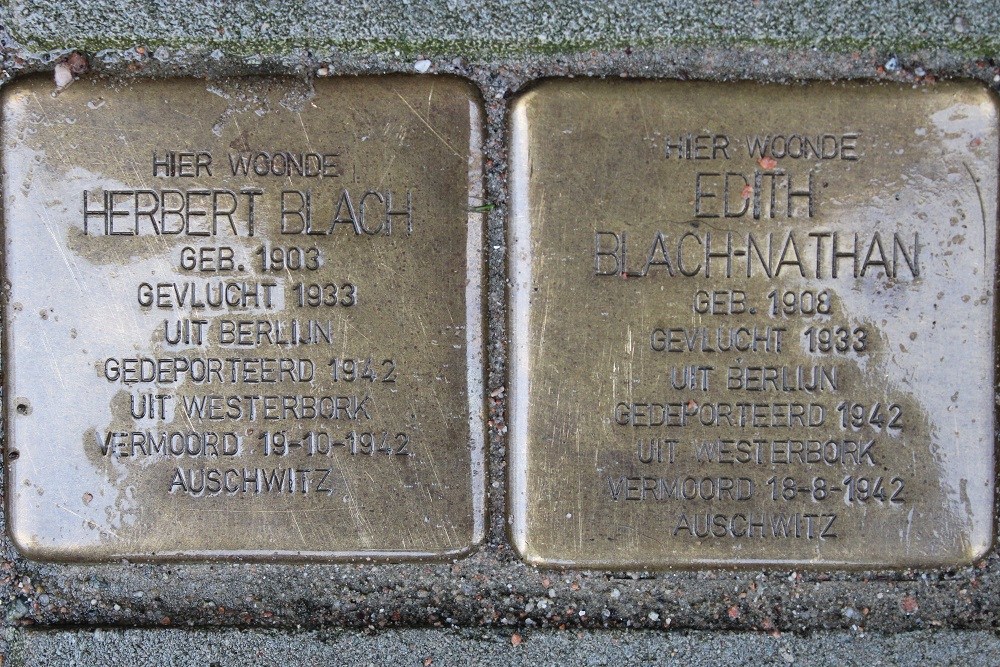 HIER WOONDE
HERBERT BLACH
GEB. 1903
GEVLUCHT 1933
UIT BERLIJN
GEDEPORTEERD 1942
UIT WESTERBORK
VERMOORD 19-10-1942
AUSCHWITZ
HIER WOONDE
EDITH
BLACH-NATHAN
GEB. 1908
GEVLUCHT 1933
UIT BERLIJN
GEDEPORTEERD 1942
UIT WESTERBORK
VERMOORD 18-8-1942
AUSCHWITZ